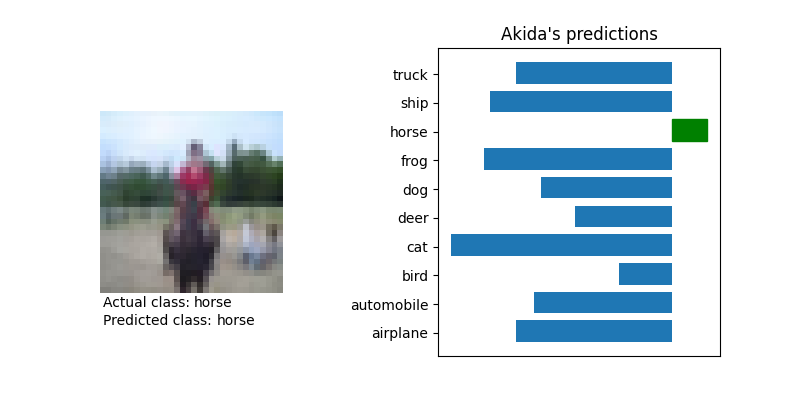 Akida's predictions
truck
ship
horse
frog
dog
deer
cat
bird
automobile
airplane
Actual class: horse
Predicted class: horse